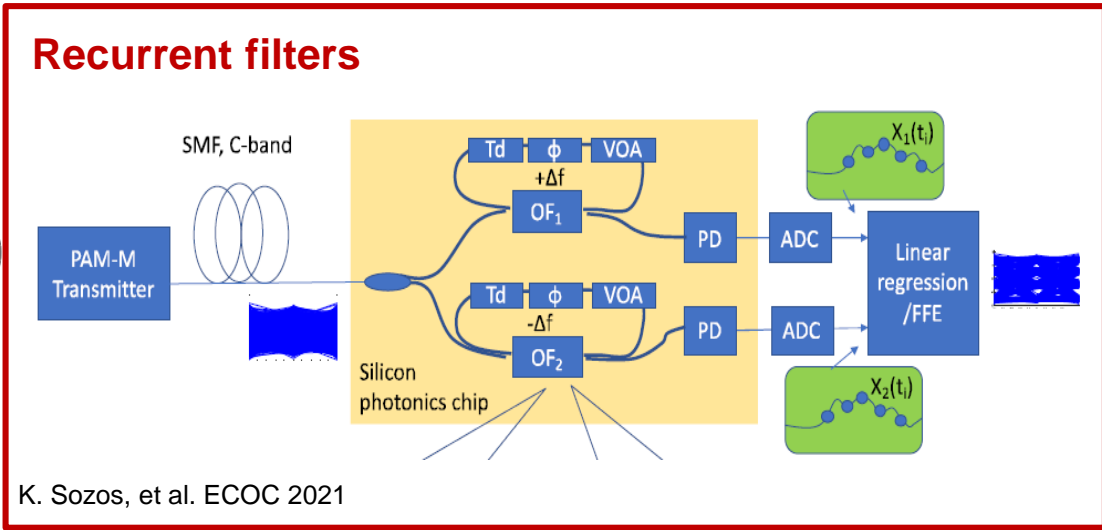 Recurrent filters
SMF, C-band
PAM-M
Transmitter
Td ϕ VOA
+Δf
OF₁
PD
ADC
X₁(tᵢ)
Td ϕ VOA
-Δf
OF₂
PD
ADC
X₂(tᵢ)
Linear
regression
/FFE
Silicon
photonics chip
K. Sozos, et al. ECOC 2021